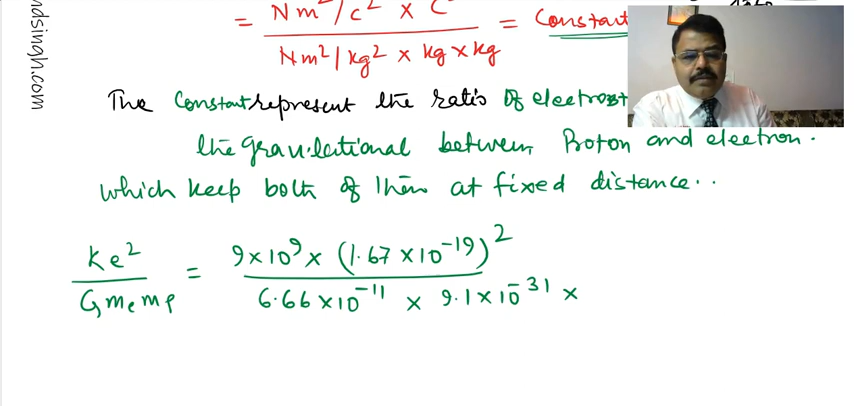 = Nm²/c² × C
Nm²/kg² × kg × kg = Constant
The Constant represent the ratio of electrost
the gravitational between Proton and electron.
which keep both of them at fixed distance..
Ke² / Gmemp = 9×10⁹ × (1.67×10⁻¹⁹)² / 6.66×10⁻¹¹ × 9.1×10⁻³¹ ×
ndsingh.com